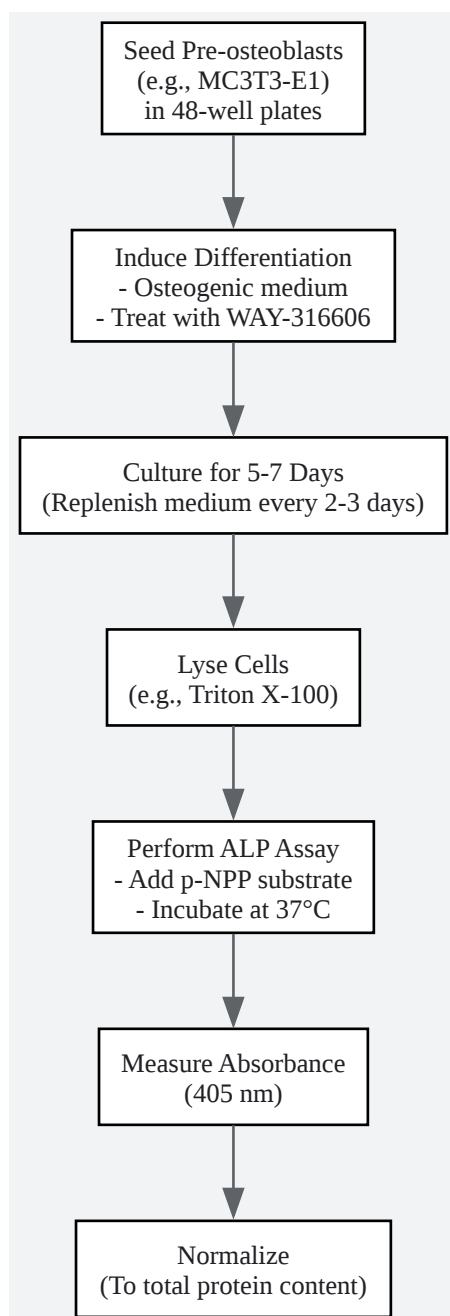 Seed Pre-osteoblasts
(e.g., MC3T3-E1)
in 48-well plates
Induce Differentiation
- Osteogenic medium
- Treat with WAY-316606
Culture for 5-7 Days
(Replenish medium every 2-3 days)
Lyse Cells
(e.g., Triton X-100)
Perform ALP Assay
- Add p-NPP substrate
- Incubate at 37°C
Measure Absorbance
(405 nm)
Normalize
(To total protein content)